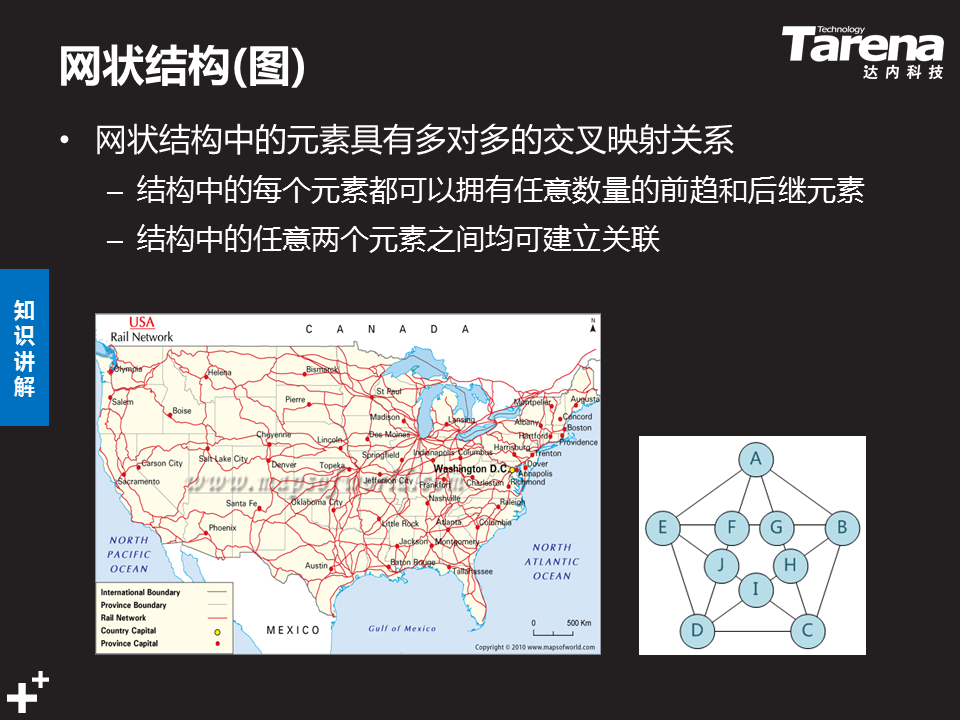 网状结构(图)
Technology
Tarena
达内科技
• 网状结构中的元素具有多对多的交叉映射关系
– 结构中的每个元素都可以拥有任意数量的前趋和后继元素
– 结构中的任意两个元素之间均可建立关联
知
识
讲
解
USA
Rail Network
C A N A D A
N
Olympia
Helena
Bismarck
St Paul
Montpelier
Augusta
Salem
Boise
Pierre
Madison
Lansing
Albany
Concord
Boston
Hartford
Providence
Cheyenne
Lincoln
Des Moines
Harrisburg
Trenton
Carson City
Salt Lake City
Denver
Topeka
Springfield
Indianapolis
Columbus
Washington D.C.
Dover
Annapolis
Sacramento
www.mapsofworld.com
Jefferson City
Frankfort
Charleston
Richmond
Santa Fe
Oklahoma City
Nashville
Raleigh
Phoenix
Little Rock
Atlanta
Columbia
Jackson
Montgomery
Austin
Baton Rouge
Tallahassee
NORTH
PACIFIC
OCEAN
NORTH
ATLANTIC
OCEAN
International Boundary
Province Boundary
Rail Network
Country Capital
Province Capital
MEXICO
Gulf of Mexico
0 500 Km
Copyright © 2010 www.mapsofworld.com
A
E
F
G
B
J
H
I
D
C